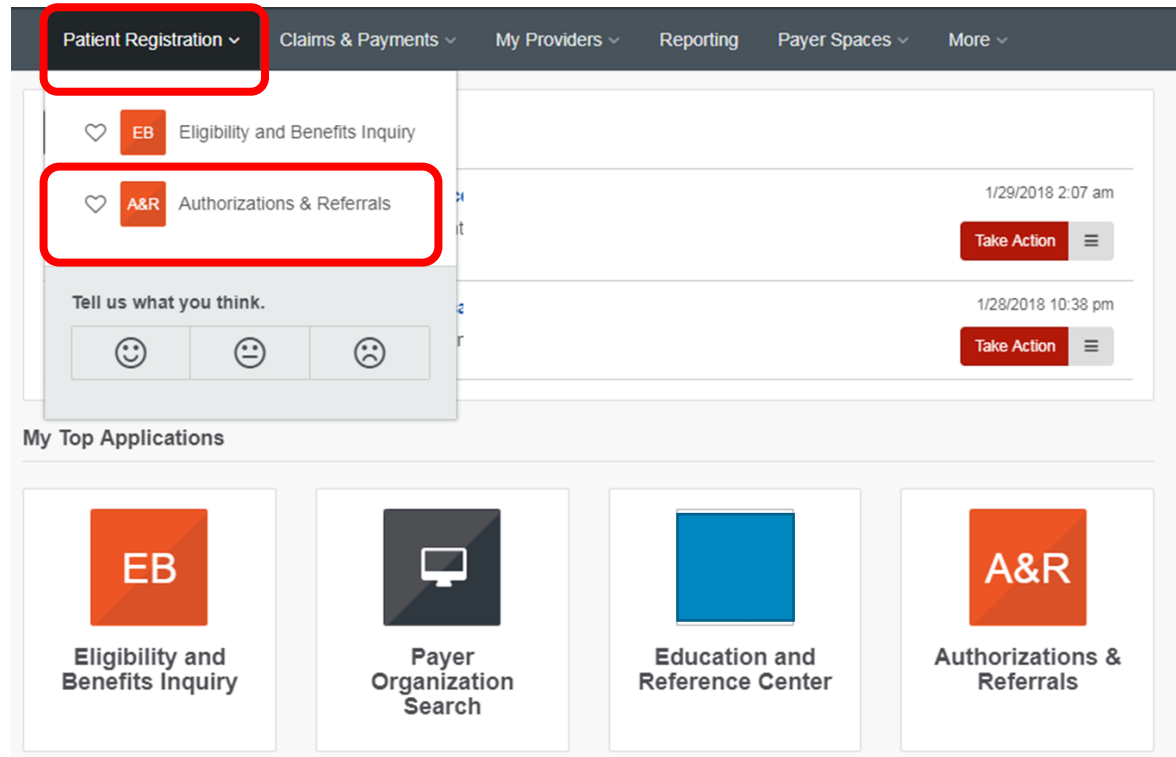 Patient Registration
Claims & Payments
My Providers
Reporting
Payer Spaces
More
EB
Eligibility and Benefits Inquiry
A&R
Authorizations & Referrals
1/29/2018 2:07 am
Take Action
Tell us what you think.
1/28/2018 10:38 pm
Take Action
My Top Applications
EB
Eligibility and
Benefits Inquiry
Payer
Organization
Search
Education and
Reference Center
A&R
Authorizations &
Referrals